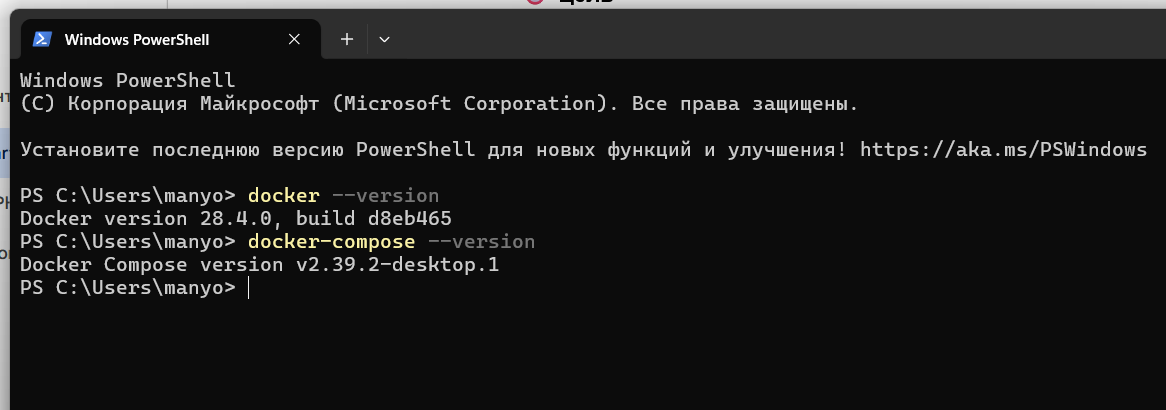 Windows PowerShell
Windows PowerShell
(C) Корпорация Майкрософт (Microsoft Corporation). Все права защищены.
Установите последнюю версию PowerShell для новых функций и улучшения! https://aka.ms/PSWindows
PS C:\Users\manyo> docker --version
Docker version 28.4.0, build d8eb465
PS C:\Users\manyo> docker-compose --version
Docker Compose version v2.39.2-desktop.1
PS C:\Users\manyo>